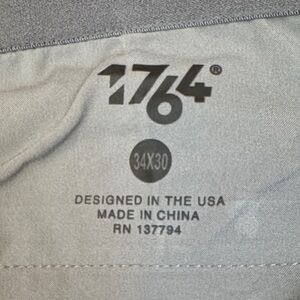 1764®
34X30
DESIGNED IN THE USA
MADE IN CHINA
RN 137794